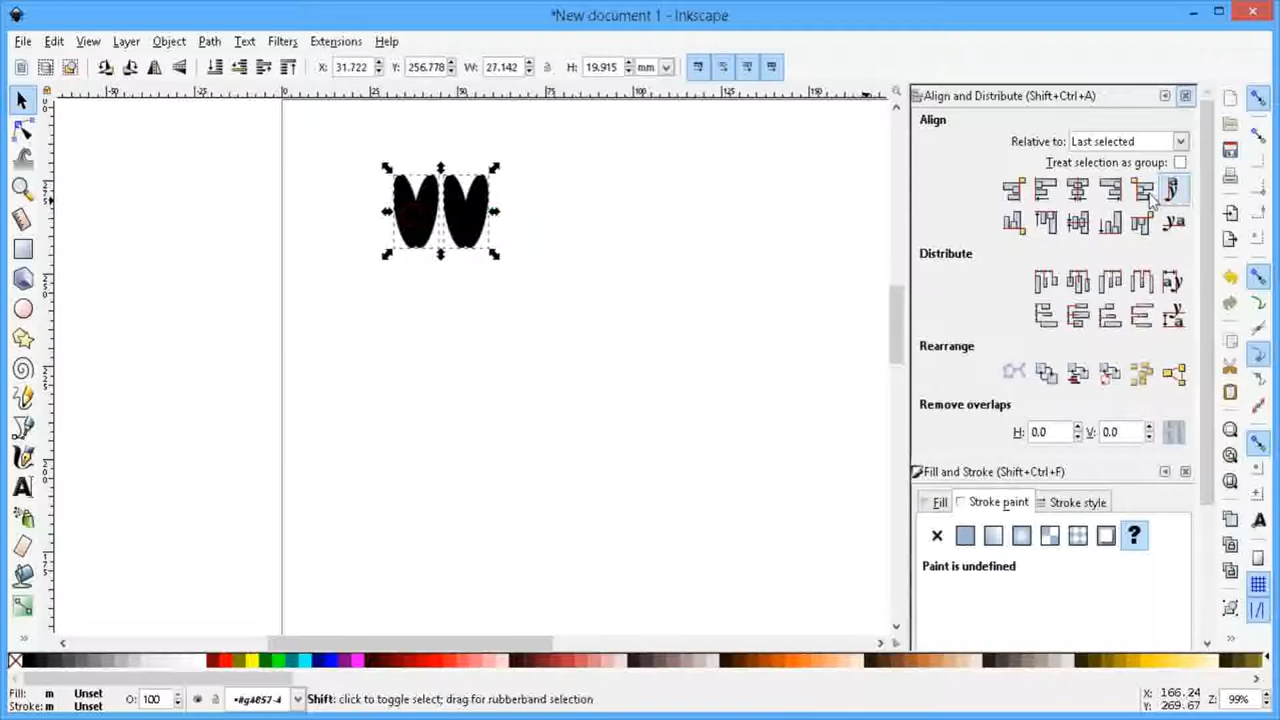 *New document 1 - Inkscape
File Edit View Layer Object Path Text Filters Extensions Help
X: 31.722 Y: 256.778 W: 27.142 H: 19.915 mm
Align and Distribute (Shift+Ctrl+A)
Align
Relative to: Last selected
Treat selection as group:
Distribute
Rearrange
Remove overlaps
H: 0.0 V: 0.0
Fill and Stroke (Shift+Ctrl+F)
Fill Stroke paint Stroke style
Paint is undefined
Fill: m Unset
Stroke: m Unset
O: 100
•#g4857-4
Shift: click to toggle select; drag for rubberband selection
X: 166.24
Y: 269.67
Z: 99%